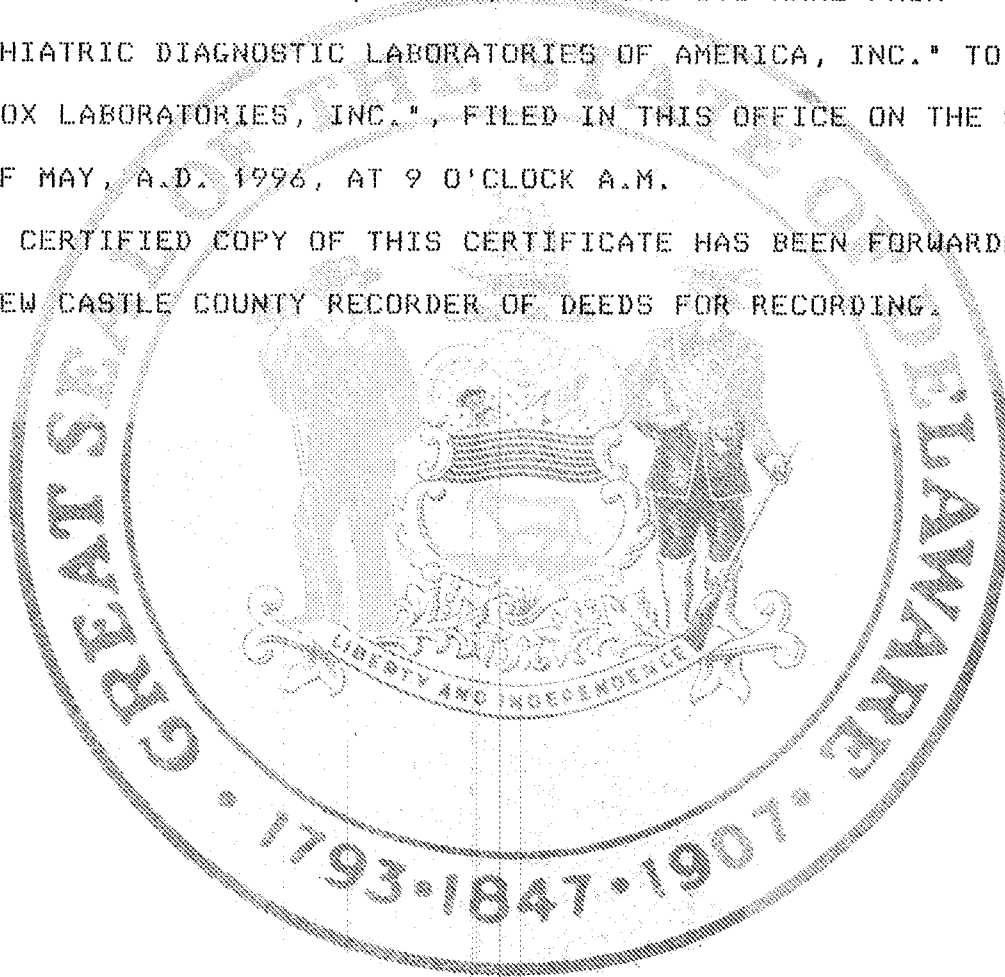 HIATRIC DIAGNOSTIC LABORATORIES OF AMERICA, INC." TO
OX LABORATORIES, INC.", FILED IN THIS OFFICE ON THE
F MAY, A.D. 1996, AT 9 O'CLOCK A.M.
CERTIFIED COPY OF THIS CERTIFICATE HAS BEEN FORWARD
EW CASTLE COUNTY RECORDER OF DEEDS FOR RECORDING.
GREAT SEAL OF THE STATE OF DELAWARE
LIBERTY AND INDEPENDENCE
1793 • 1847 • 1907